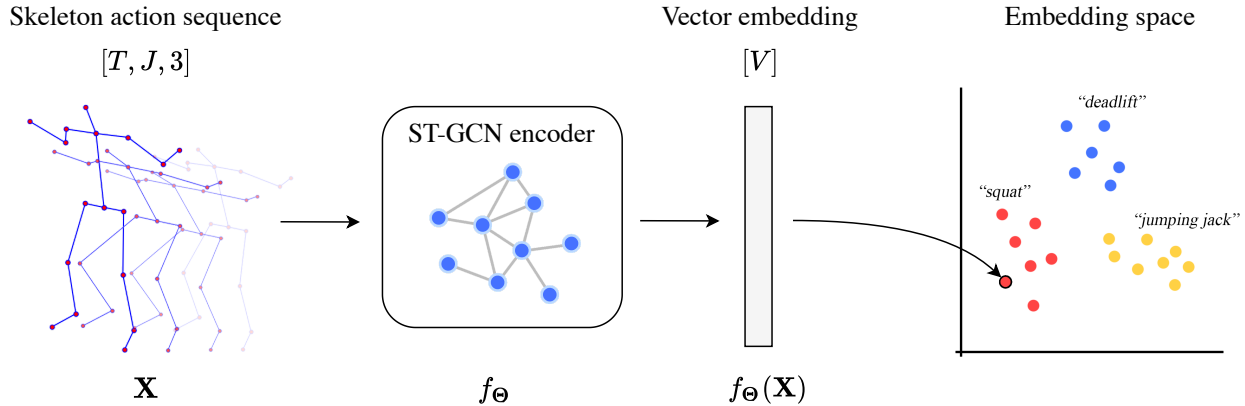 Skeleton action sequence
Vector embedding
Embedding space
[T, J, 3]
[V]
ST-GCN encoder
“deadlift”
“squat”
“jumping jack”
X
f_Θ
f_Θ(X)